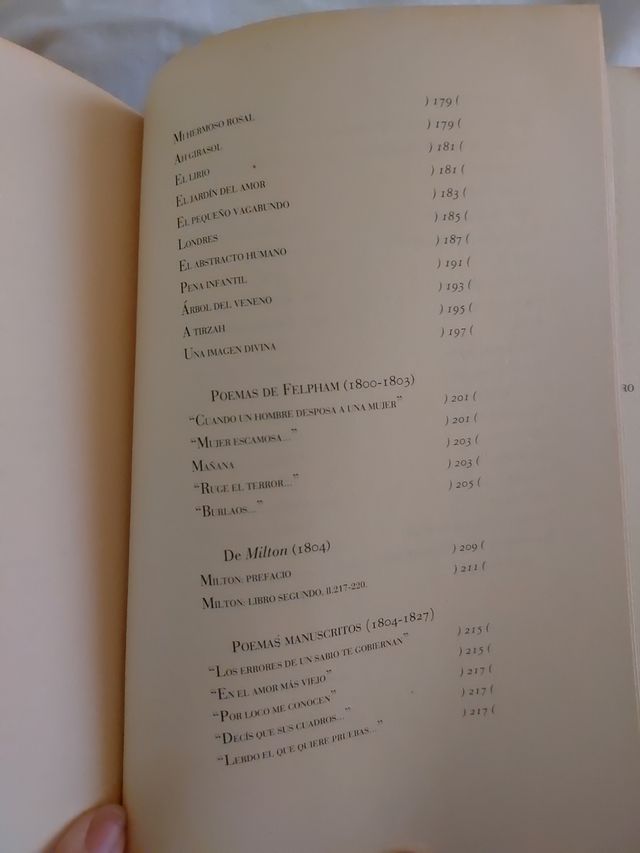 Mi hermoso rosal ) 179 (
Ah girasol ) 179 (
El lirio ) 181 (
El jardín del amor ) 181 (
El pequeño vagabundo ) 183 (
Londres ) 185 (
El abstracto humano ) 187 (
Pena infantil ) 191 (
Árbol del veneno ) 193 (
A Tirzah ) 195 (
Una imagen divina ) 197 (
Poemas de Felpham (1800-1803)
“Cuando un hombre desposa a una mujer” ) 201 (
“Mujer escamosa...” ) 201 (
Mañana ) 203 (
“Ruge el terror...” ) 203 (
“Burlaos...” ) 205 (
De Milton (1804)
Milton: prefacio ) 209 (
Milton: libro segundo, ll.217-220. ) 211 (
Poemas manuscritos (1804-1827)
“Los errores de un sabio te gobiernan” ) 215 (
“En el amor más viejo” ) 215 (
“Por loco me conocen” ) 217 (
“Decís que sus cuadros...” ) 217 (
“Lerdo el que quiere pruebas...” ) 217 (